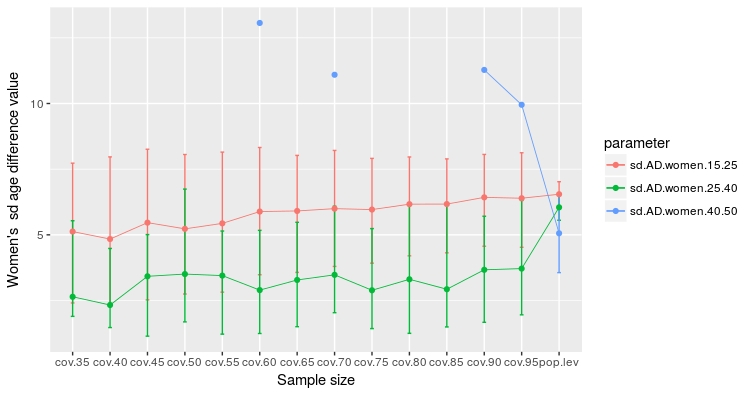 Women's sd age difference value
10
5
cov.35 cov.40 cov.45 cov.50 cov.55 cov.60 cov.65 cov.70 cov.75 cov.80 cov.85 cov.90 cov.95 pop.lev
Sample size
parameter
sd.AD.women.15.25
sd.AD.women.25.40
sd.AD.women.40.50